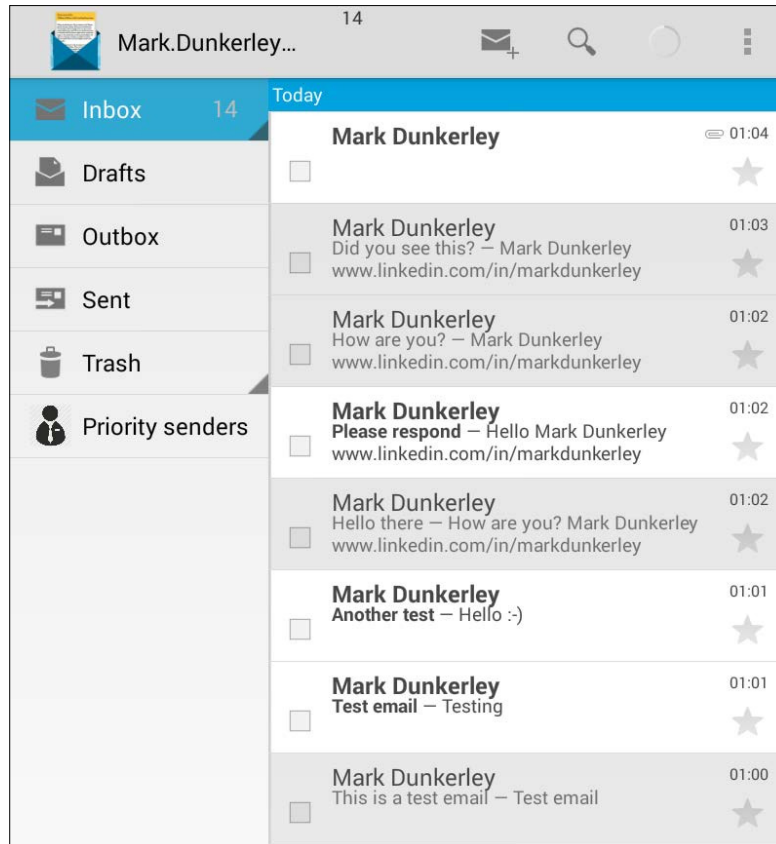 Mark.Dunkerley...
14
Inbox 14
Drafts
Outbox
Sent
Trash
Priority senders
Today
Mark Dunkerley
01:04
Mark Dunkerley
01:03
Did you see this? — Mark Dunkerley
www.linkedin.com/in/markdunkerley
Mark Dunkerley
01:02
How are you? — Mark Dunkerley
www.linkedin.com/in/markdunkerley
Mark Dunkerley
01:02
Please respond — Hello Mark Dunkerley
www.linkedin.com/in/markdunkerley
Mark Dunkerley
01:02
Hello there — How are you? Mark Dunkerley
www.linkedin.com/in/markdunkerley
Mark Dunkerley
01:01
Another test — Hello :-)
Mark Dunkerley
01:01
Test email — Testing
Mark Dunkerley
01:00
This is a test email — Test email